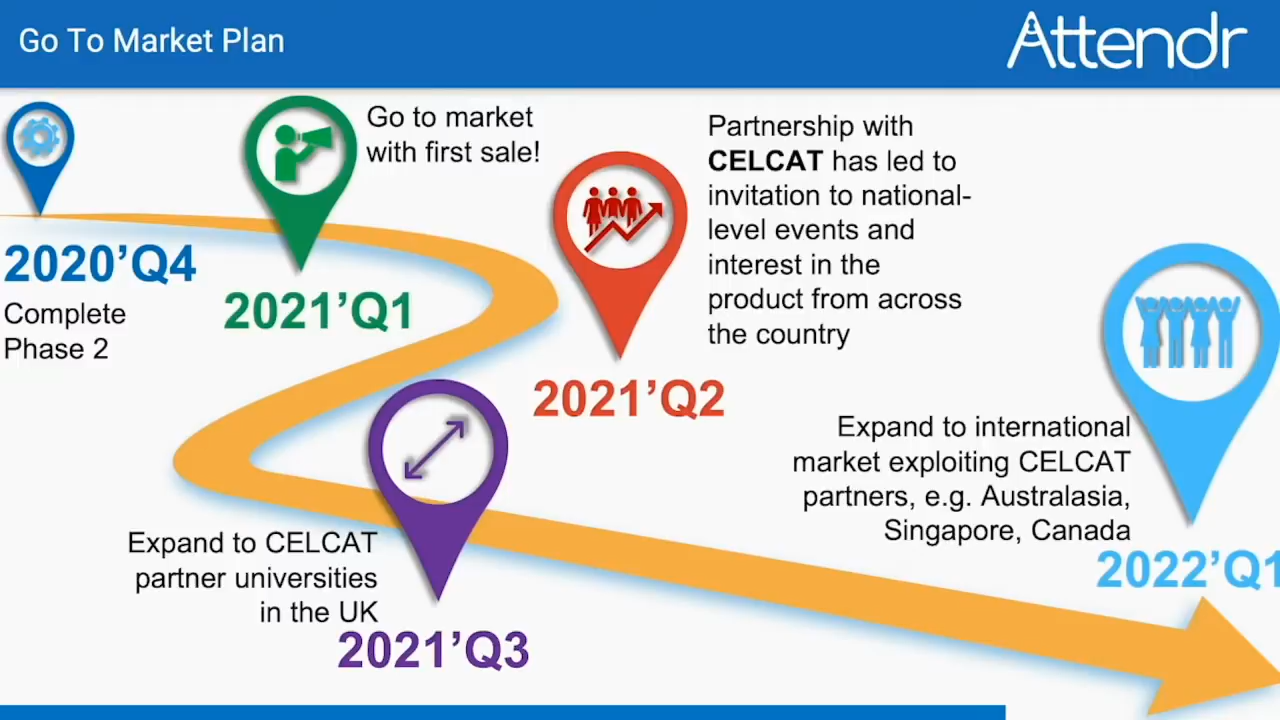 Go To Market Plan
Attendr
2020’Q4
Complete
Phase 2
Go to market
with first sale!
2021’Q1
Partnership with
CELCAT has led to
invitation to national-
level events and
interest in the
product from across
the country
2021’Q2
Expand to CELCAT
partner universities
in the UK
2021’Q3
Expand to international
market exploiting CELCAT
partners, e.g. Australasia,
Singapore, Canada
2022’Q1